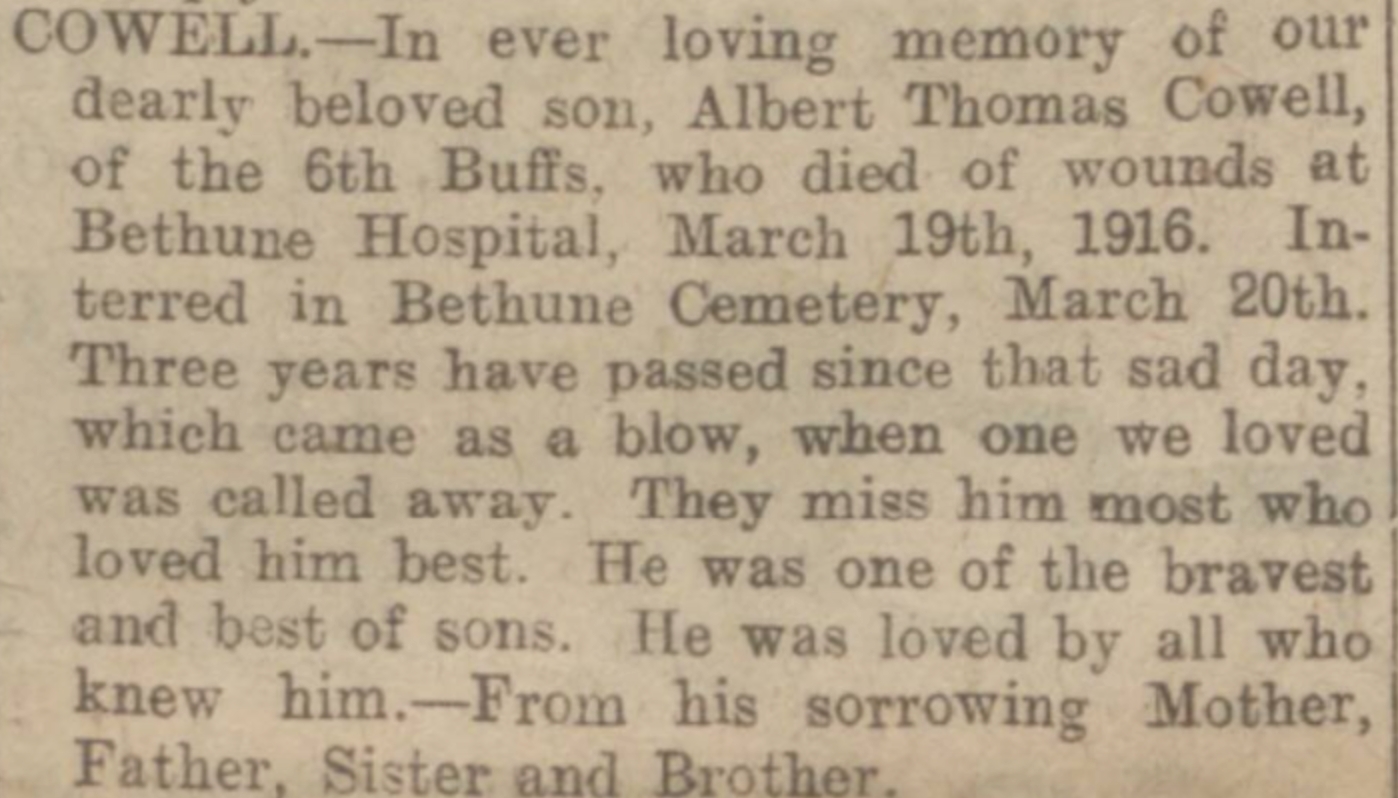 COWELL.—In ever loving memory of our
dearly beloved son, Albert Thomas Cowell,
of the 6th Buffs, who died of wounds at
Bethune Hospital, March 19th, 1916. In-
terred in Bethune Cemetery, March 20th.
Three years have passed since that sad day,
which came as a blow, when one we loved
was called away. They miss him most who
loved him best. He was one of the bravest
and best of sons. He was loved by all who
knew him.—From his sorrowing Mother,
Father, Sister and Brother.